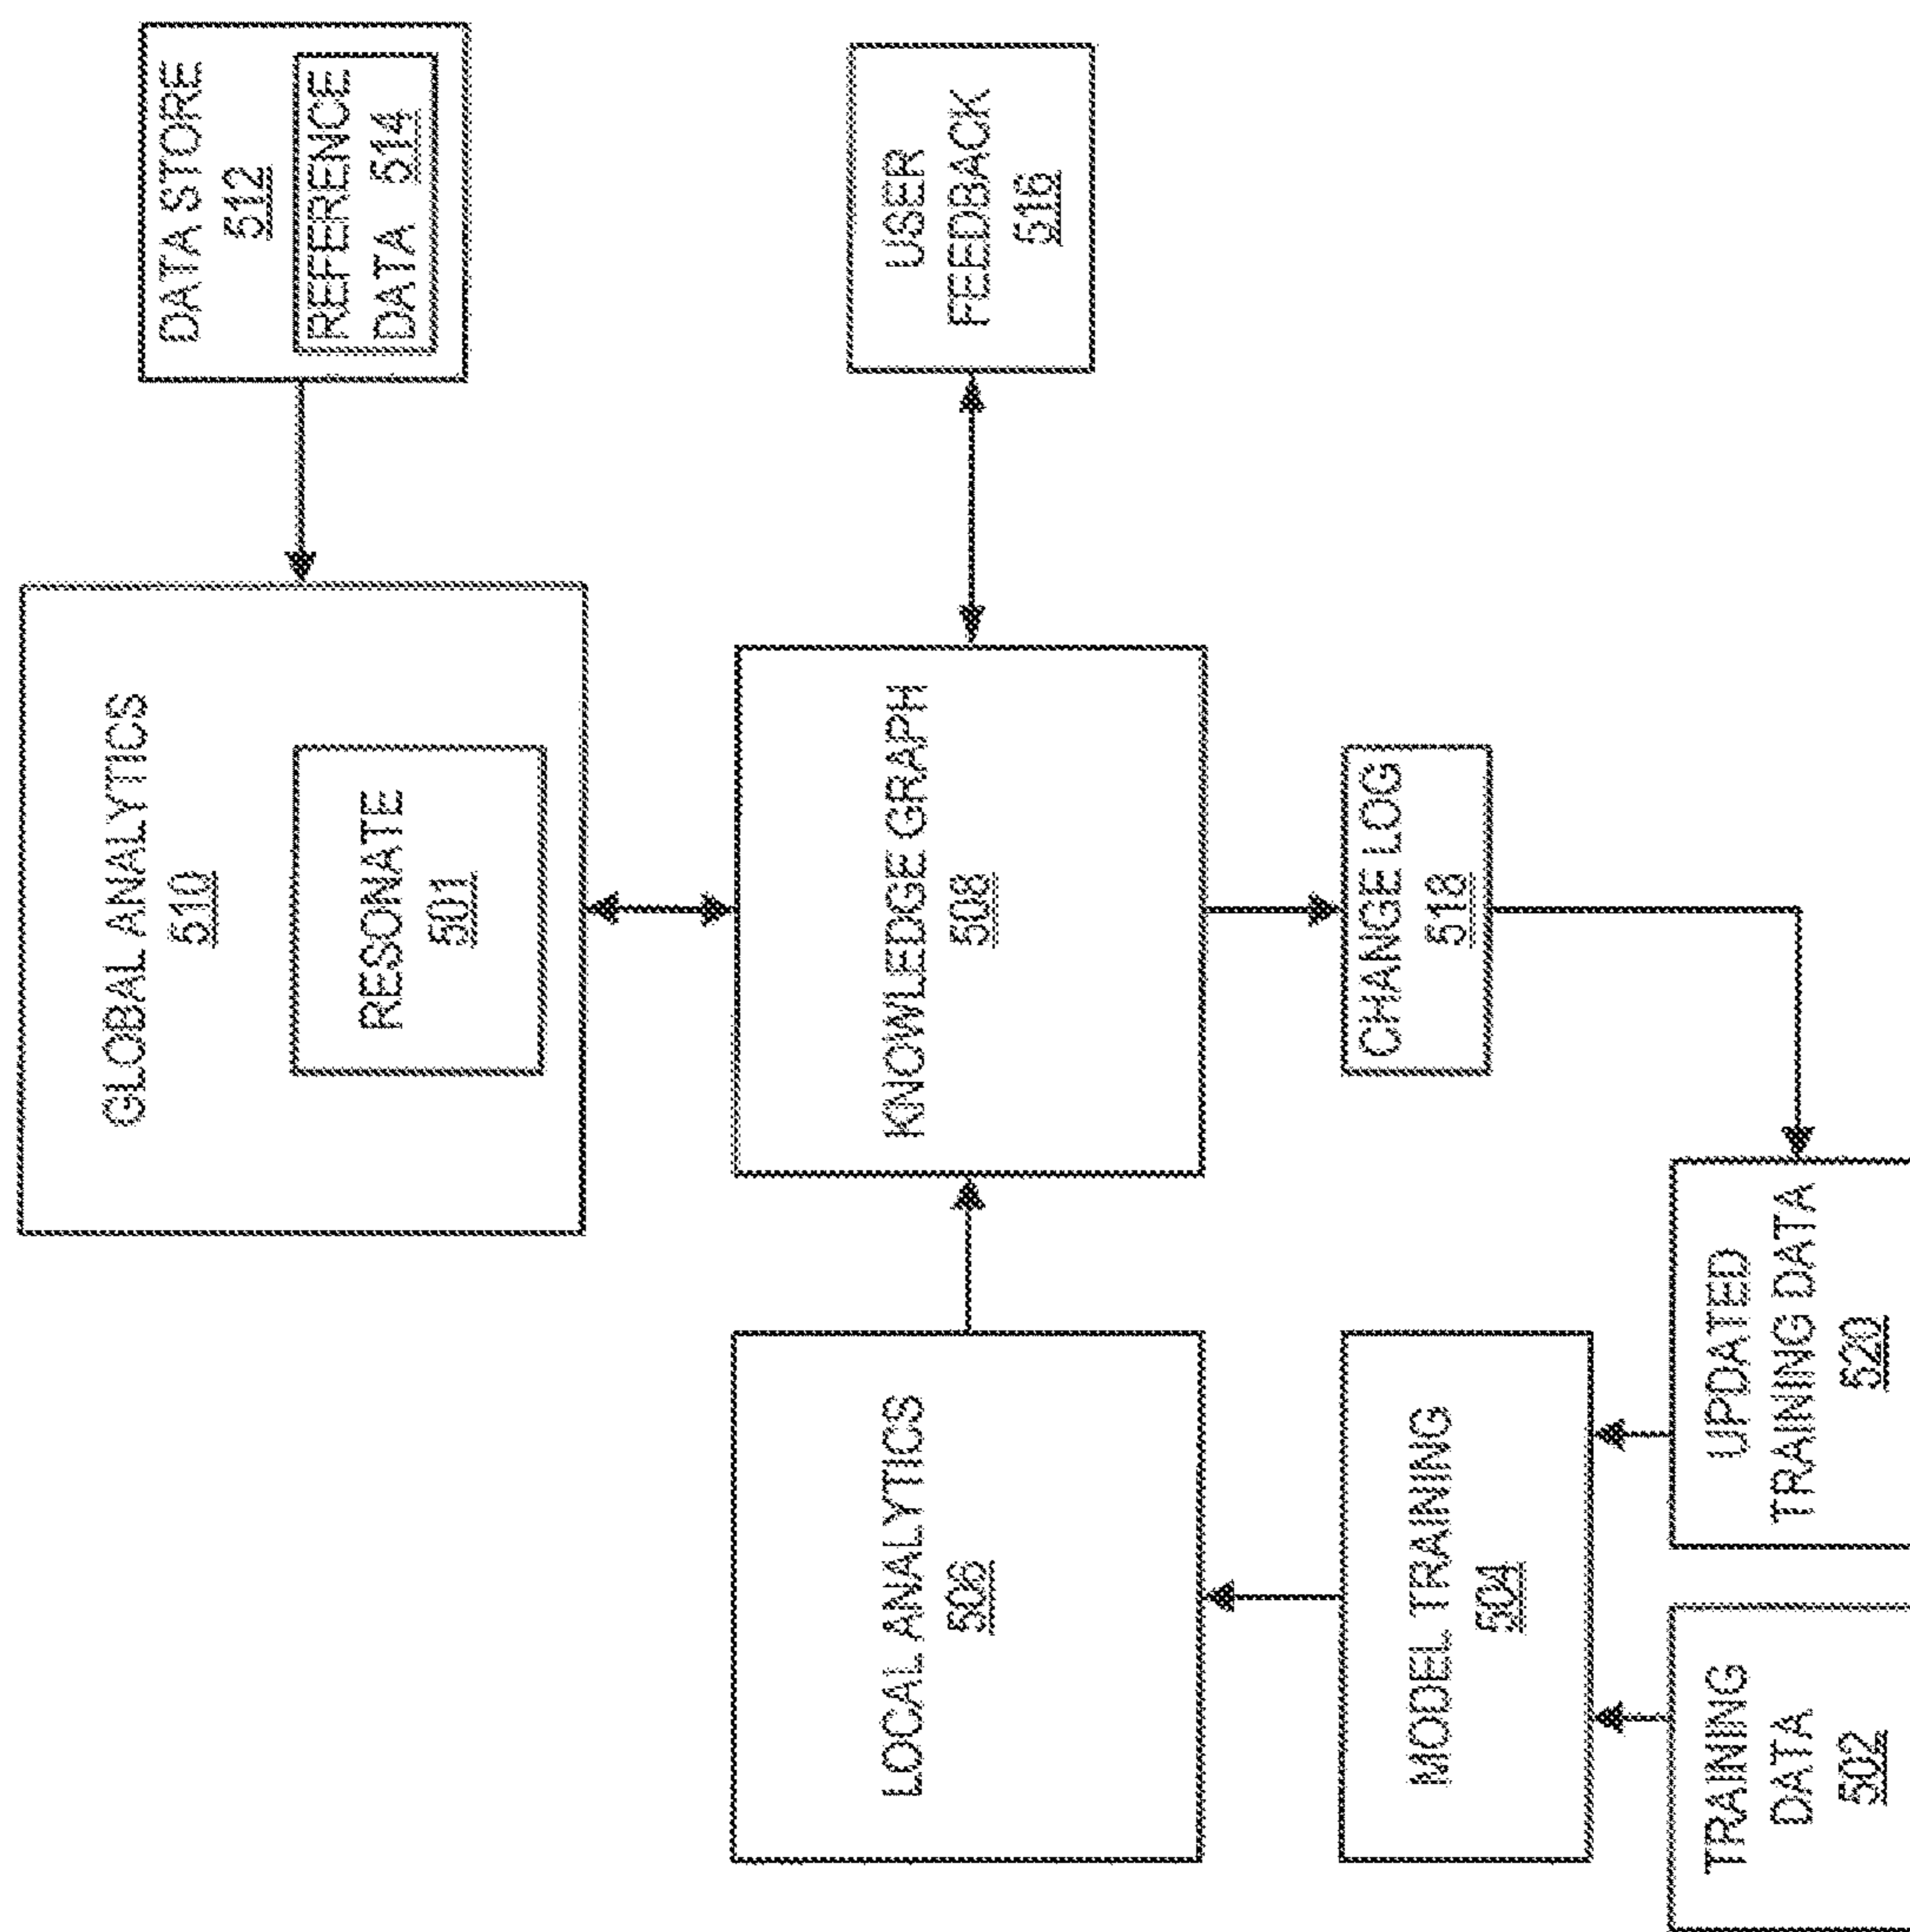 GLOBAL ANALYTICS
510
RESONATE
501
DATA STORE
512
REFERENCE
DATA 514
LOCAL ANALYTICS
506
KNOWLEDGE GRAPH
508
USER
FEEDBACK
516
MODEL TRAINING
504
CHANGE LOG
518
TRAINING
DATA
502
UPDATED
TRAINING DATA
520